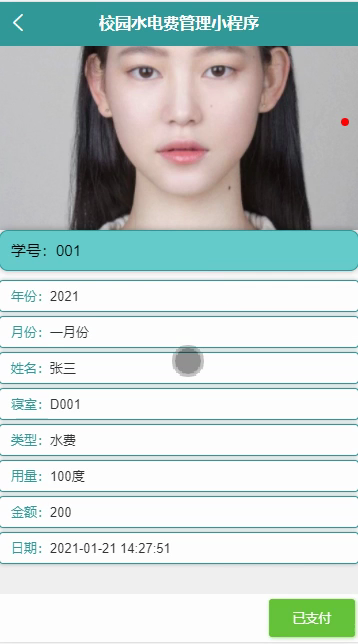 校园水电费管理小程序
学号：001
年份：2021
月份：一月份
姓名：张三
寝室：D001
类型：水费
用量：100度
金额：200
日期：2021-01-21 14:27:51
已支付